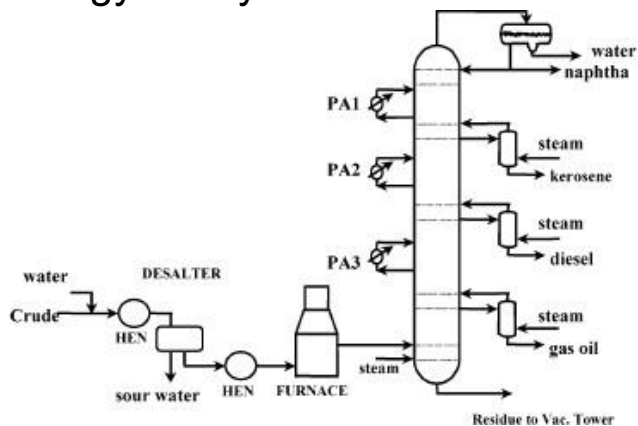 water
naphtha
PA1
steam
kerosene
PA2
steam
diesel
PA3
water
DESALTER
Crude
HEN
steam
gas oil
sour water
HEN
FURNACE
steam
Residue to Vac. Tower